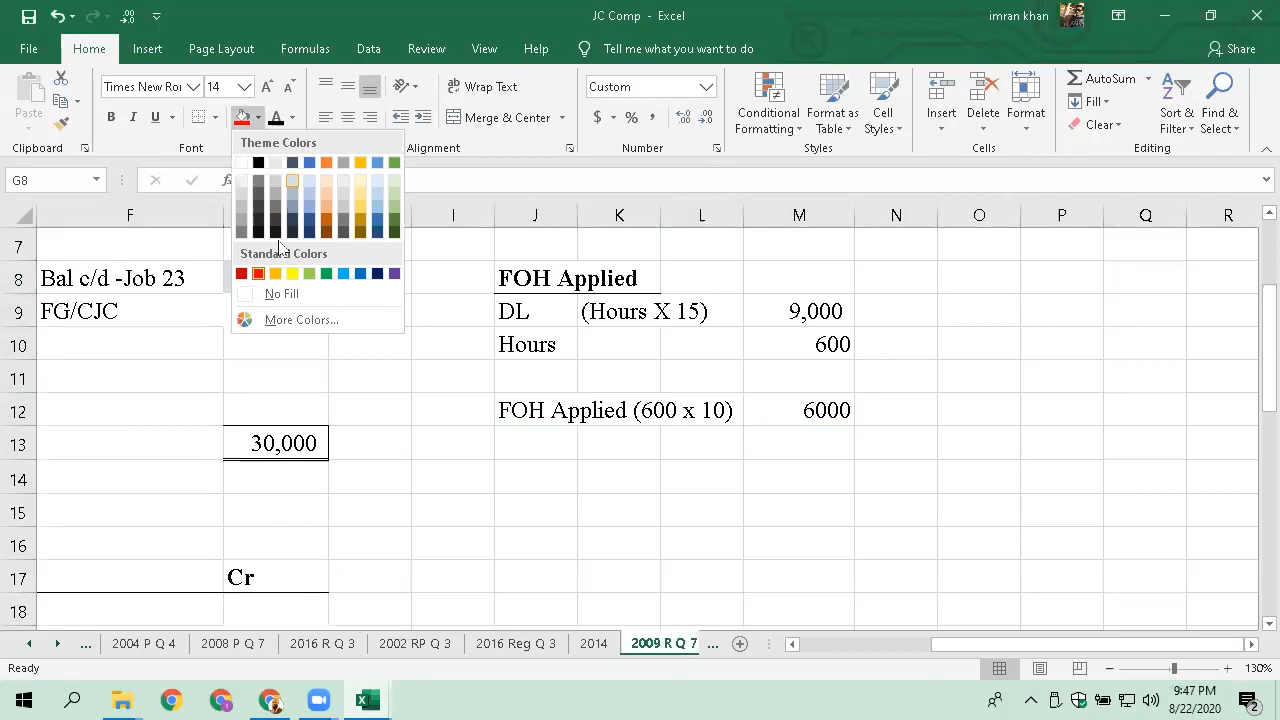 JC Comp - Excel
imran khan
File Home Insert Page Layout Formulas Data Review View Help Tell me what you want to do Share
Times New Ro 14
Wrap Text
Custom
AutoSum
Paste
B I U
Merge & Center
$ % ,
Conditional Formatting
Format as Table
Cell Styles
Insert Delete Format
Fill
Clear
Sort & Filter
Find & Select
Clipboard Font Alignment Number Styles Cells Editing
Theme Colors
Standard Colors
No Fill
More Colors...
G8
F I J K L M N O P Q R
7
8 Bal c/d -Job 23 FOH Applied
9 FG/CJC DL (Hours X 15) 9,000
10 Hours 600
11
12 FOH Applied (600 x 10) 6000
13 30,000
14
15
16
17 Cr
18
... 2004 P Q 4 2008 P Q 7 2016 R Q 3 2002 RP Q 3 2016 Reg Q 3 2014 2009 R Q 7 ...
Ready
130%
9:47 PM
8/22/2020
2